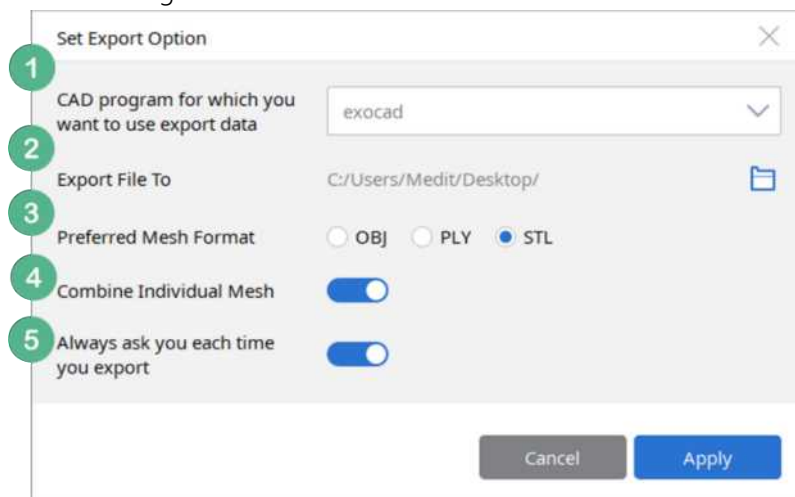 Set Export Option
1
CAD program for which you
want to use export data
exocad
2
Export File To
C:/Users/Medit/Desktop/
3
Preferred Mesh Format
OBJ PLY STL
4
Combine Individual Mesh
5
Always ask you each time
you export
Cancel Apply